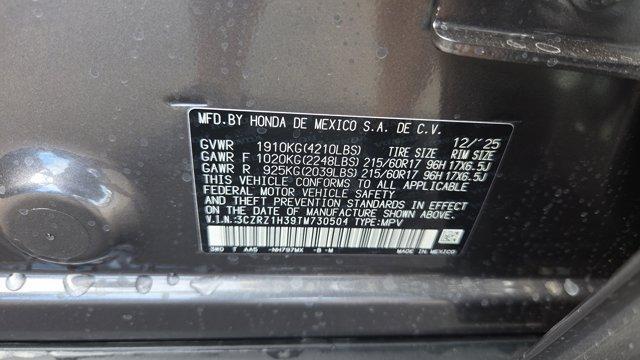 MFD.BY HONDA DE MEXICO S.A. DE C.V.
12/'25
GVWR 1910KG(4210LBS) TIRE SIZE RIM SIZE
GAWR F 1020KG(2248LBS) 215/60R17 96H 17X6.5J
GAWR R 925KG(2039LBS) 215/60R17 96H 17X6.5J
THIS VEHICLE CONFORMS TO ALL APPLICABLE
FEDERAL MOTOR VEHICLE SAFETY
AND THEFT PREVENTION STANDARDS IN EFFECT
ON THE DATE OF MANUFACTURE SHOWN ABOVE.
V.I.N.:3CZRZ1H39TM730504 TYPE:MPV
3W0 T AA5 -NH797MX -B -M MADE IN MEXICO